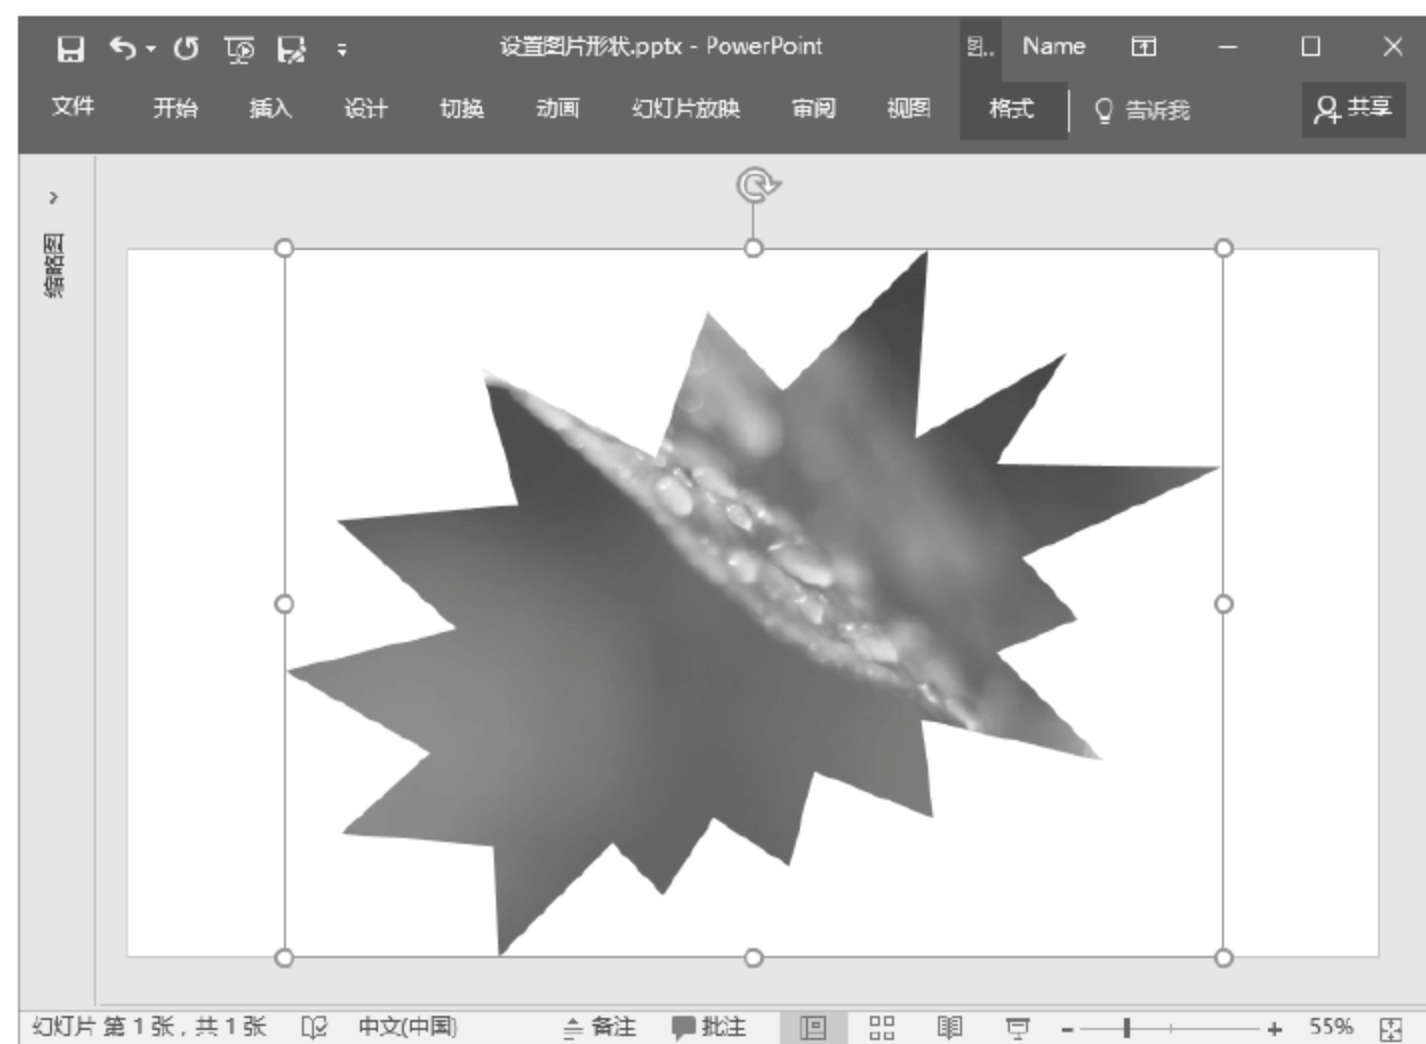 设置图片形状.pptx - PowerPoint
图..
Name
文件 开始 插入 设计 切换 动画 幻灯片放映 审阅 视图 格式 告诉我 共享
缩略图
幻灯片 第 1 张，共 1 张 中文(中国) 备注 批注 55%